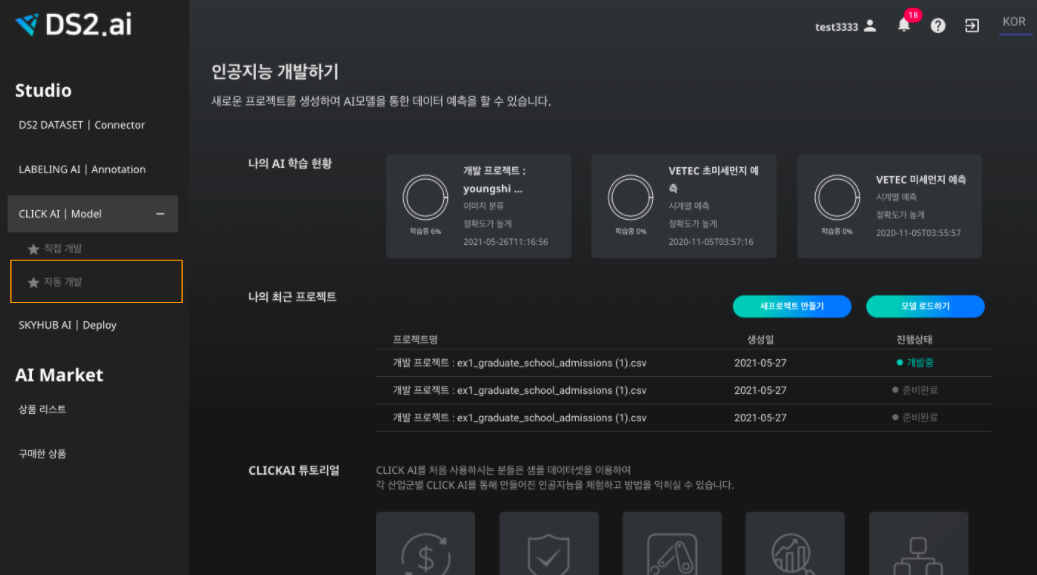 DS2.ai
test3333
18
KOR
Studio
DS2 DATASET | Connector
LABELING AI | Annotation
CLICK AI | Model
직접 개발
자동 개발
SKYHUB AI | Deploy
AI Market
상품 리스트
구매한 상품
인공지능 개발하기
새로운 프로젝트를 생성하여 AI모델을 통한 데이터 예측을 할 수 있습니다.
나의 AI 학습 현황
학습중 6%
개발 프로젝트 :
youngshi ...
이미지 분류
정확도가 높게
2021-05-26T11:16:56
학습중 0%
VETEC 초미세먼지 예
측
시계열 예측
정확도가 높게
2020-11-05T03:57:16
학습중 0%
VETEC 미세먼지 예측
시계열 예측
정확도가 높게
2020-11-05T03:55:57
나의 최근 프로젝트
새프로젝트 만들기
모델 로드하기
프로젝트명 생성일 진행상태
개발 프로젝트 : ex1_graduate_school_admissions (1).csv 2021-05-27 개발중
개발 프로젝트 : ex1_graduate_school_admissions (1).csv 2021-05-27 준비완료
개발 프로젝트 : ex1_graduate_school_admissions (1).csv 2021-05-27 준비완료
CLICKAI 튜토리얼
CLICK AI를 처음 사용하시는 분들은 샘플 데이터셋을 이용하여
각 산업군별 CLICK AI를 통해 만들어진 인공지능을 체험하고 방법을 익히실 수 있습니다.